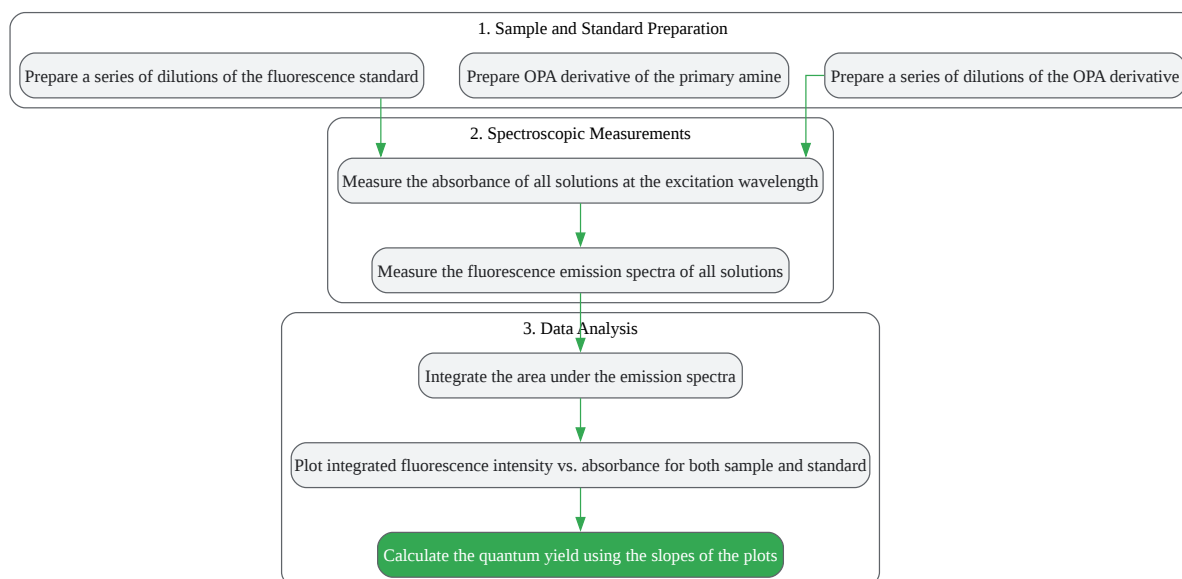 1. Sample and Standard Preparation
Prepare a series of dilutions of the fluorescence standard
Prepare OPA derivative of the primary amine
Prepare a series of dilutions of the OPA derivative
2. Spectroscopic Measurements
Measure the absorbance of all solutions at the excitation wavelength
Measure the fluorescence emission spectra of all solutions
3. Data Analysis
Integrate the area under the emission spectra
Plot integrated fluorescence intensity vs. absorbance for both sample and standard
Calculate the quantum yield using the slopes of the plots